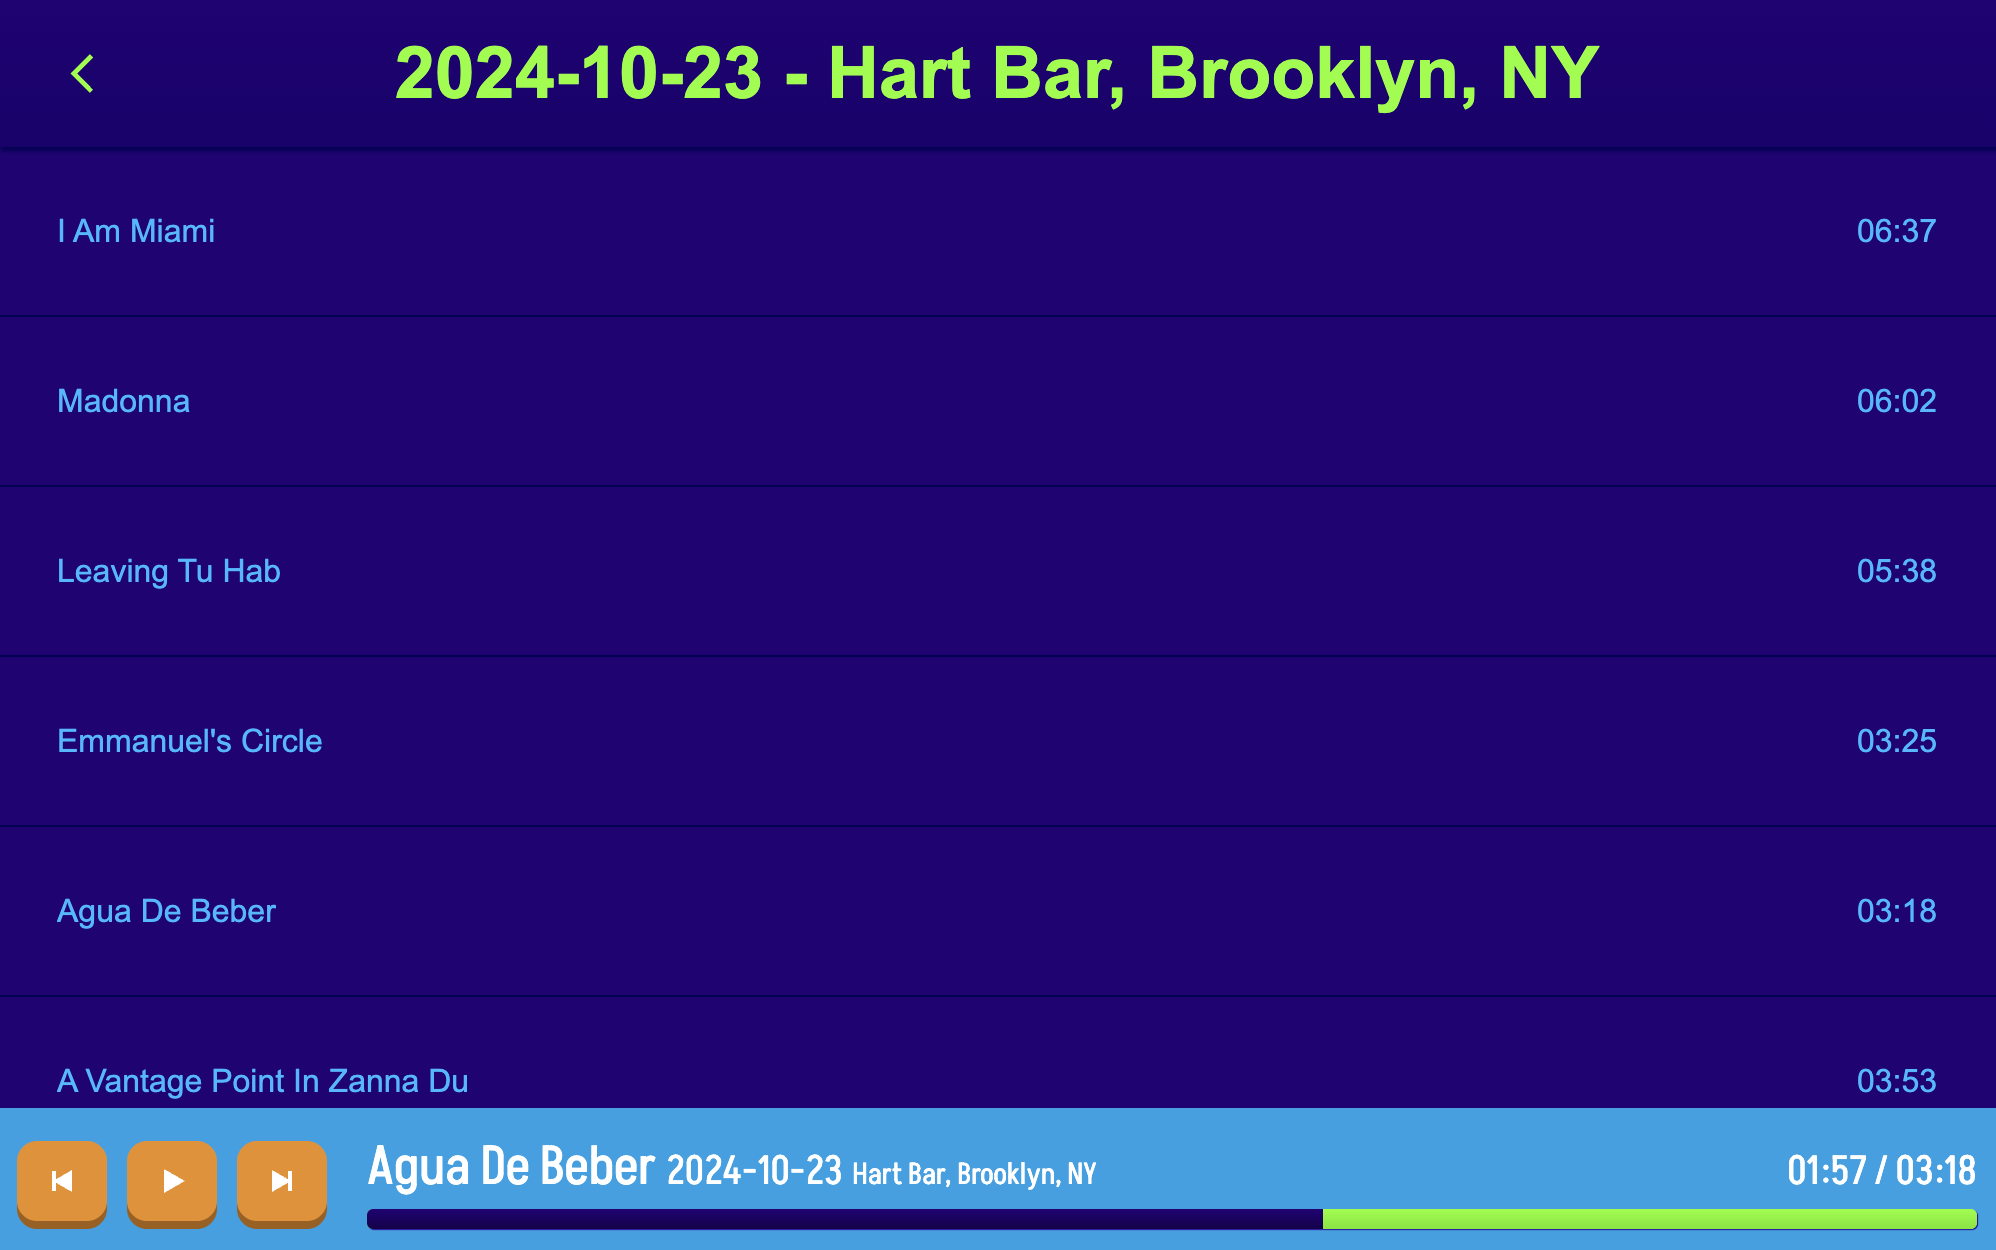 2024-10-23 - Hart Bar, Brooklyn, NY
I Am Miami 06:37
Madonna 06:02
Leaving Tu Hab 05:38
Emmanuel's Circle 03:25
Agua De Beber 03:18
A Vantage Point In Zanna Du 03:53
Agua De Beber 2024-10-23 Hart Bar, Brooklyn, NY 01:57 / 03:18